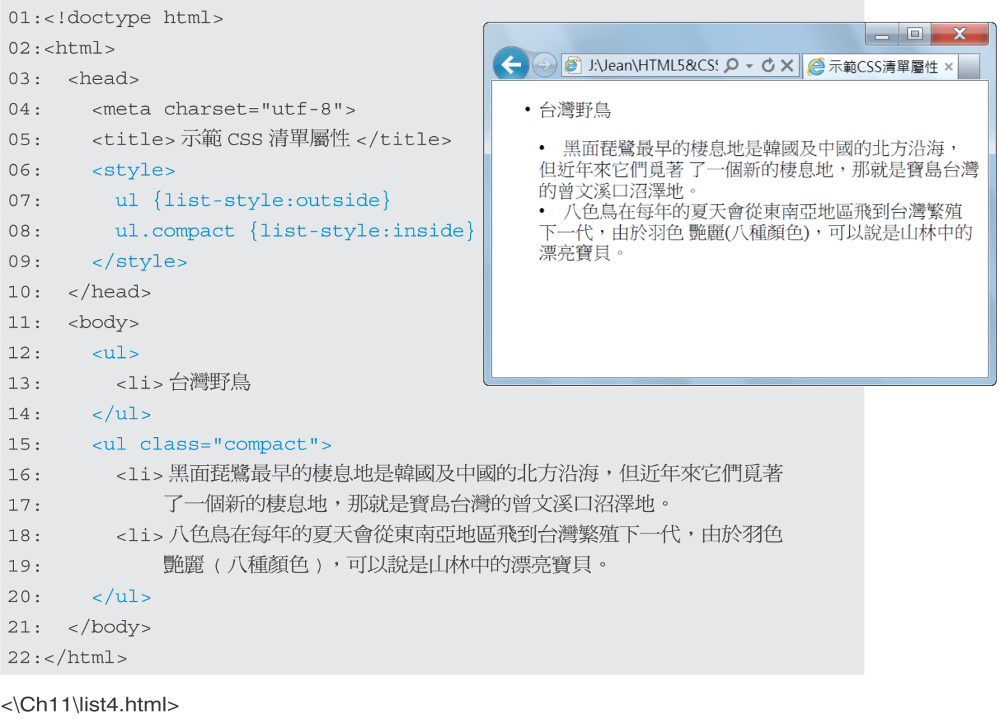 01:<!doctype html>
02:<html>
03:  <head>
04:    <meta charset="utf-8">
05:    <title>示範 CSS 清單屬性</title>
06:    <style>
07:      ul {list-style:outside}
08:      ul.compact {list-style:inside}
09:    </style>
10:  </head>
11:  <body>
12:    <ul>
13:      <li>台灣野鳥
14:    </ul>
15:    <ul class="compact">
16:      <li>黑面琵鷺最早的棲息地是韓國及中國的北方沿海，但近年來它們覓著
17:          了一個新的棲息地，那就是寶島台灣的曾文溪口沼澤地。
18:      <li>八色鳥在每年的夏天會從東南亞地區飛到台灣繁殖下一代，由於羽色
19:          艷麗 ( 八種顏色 )，可以說是山林中的漂亮寶貝。
20:    </ul>
21:  </body>
22:</html>
<\Ch11\list4.html>
J:\Jean\HTML5&CSS
示範CSS清單屬性
• 台灣野鳥
• 黑面琵鷺最早的棲息地是韓國及中國的北方沿海，
但近年來它們覓著 了一個新的棲息地，那就是寶島台灣
的曾文溪口沼澤地。
• 八色鳥在每年的夏天會從東南亞地區飛到台灣繁殖
下一代，由於羽色 艷麗(八種顏色)，可以說是山林中的
漂亮寶貝。